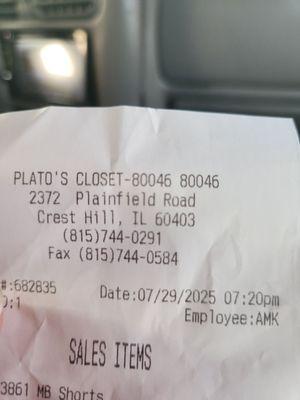 PLATO'S CLOSET-80046 80046
2372 Plainfield Road
Crest Hill, IL 60403
(815)744-0291
Fax (815)744-0584
#:682835 Date:07/29/2025 07:20pm
D:1 Employee:AMK
SALES ITEMS
3861 MB Shorts